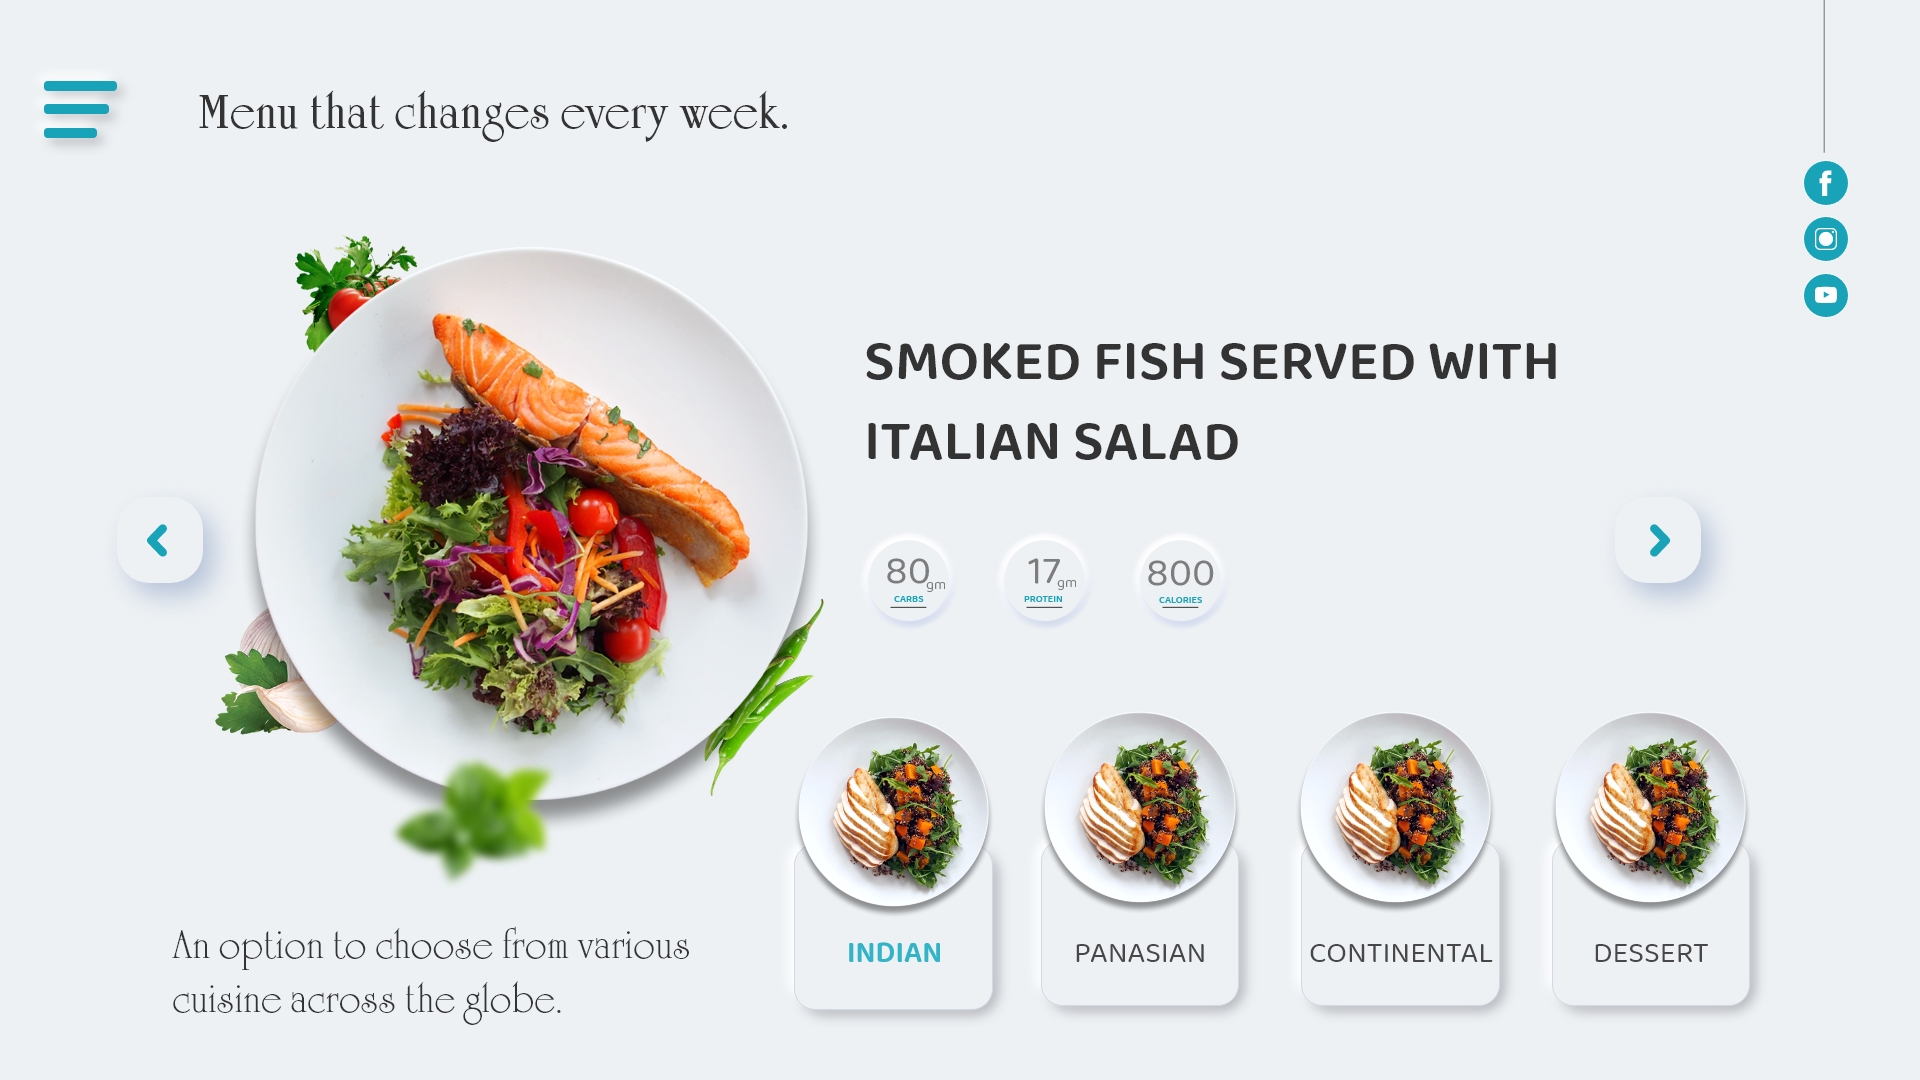 Menu that changes every week.
SMOKED FISH SERVED WITH
ITALIAN SALAD
80gm
CARBS
17gm
PROTEIN
800
CALORIES
INDIAN
PANASIAN
CONTINENTAL
DESSERT
An option to choose from various
cuisine across the globe.